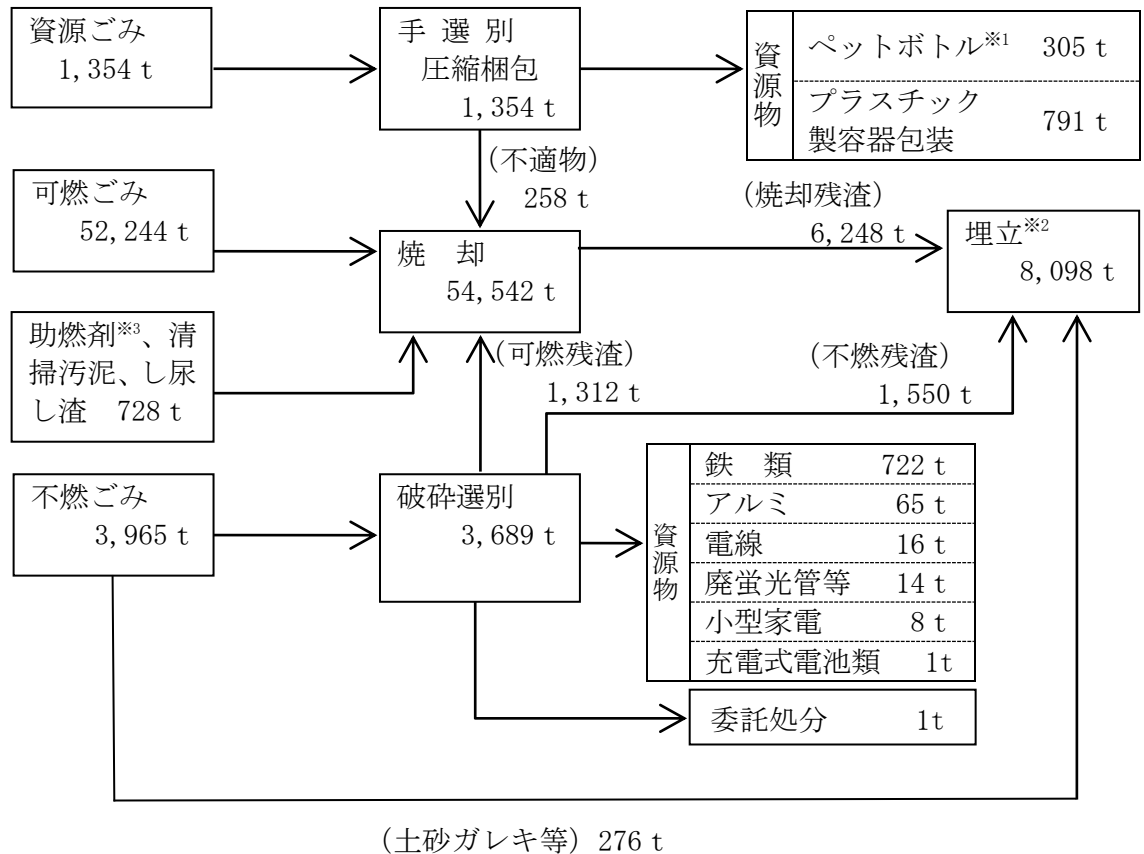 資源ごみ
1,354 t
手 選 別
圧縮梱包
1,354 t
資源物
ペットボトル※1 305 t
プラスチック
製容器包装 791 t
(不適物)
258 t
可燃ごみ
52,244 t
焼 却
54,542 t
(焼却残渣)
6,248 t
埋立※2
8,098 t
助燃剤※3、清
掃汚泥、し尿
し渣 728 t
(可燃残渣)
1,312 t
(不燃残渣)
1,550 t
不燃ごみ
3,965 t
破砕選別
3,689 t
資源物
鉄 類 722 t
アルミ 65 t
電線 16 t
廃蛍光管等 14 t
小型家電 8 t
充電式電池類 1t
委託処分 1t
(土砂ガレキ等) 276 t